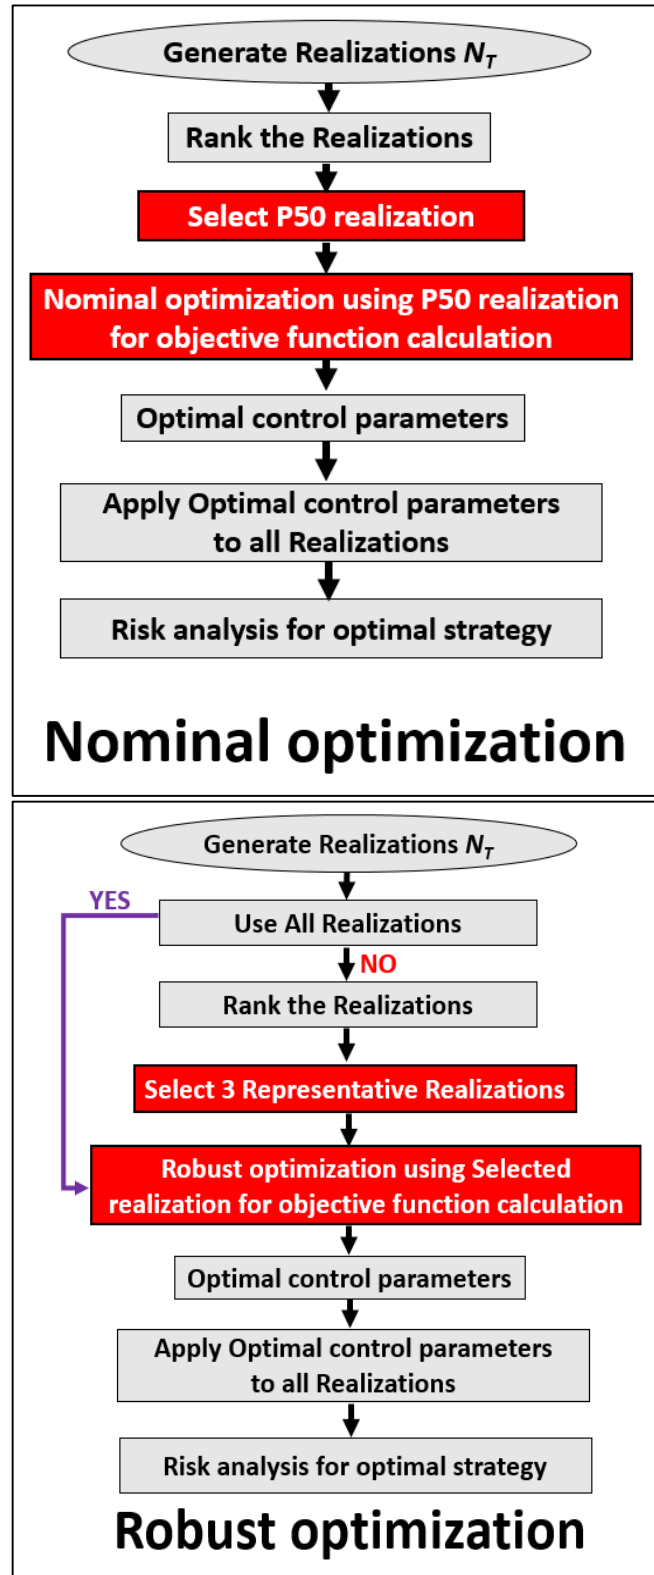 Generate Realizations N_T
Rank the Realizations
Select P50 realization
Nominal optimization using P50 realization
for objective function calculation
Optimal control parameters
Apply Optimal control parameters
to all Realizations
Risk analysis for optimal strategy
Nominal optimization
Generate Realizations N_T
YES
Use All Realizations
NO
Rank the Realizations
Select 3 Representative Realizations
Robust optimization using Selected
realization for objective function calculation
Optimal control parameters
Apply Optimal control parameters
to all Realizations
Risk analysis for optimal strategy
Robust optimization